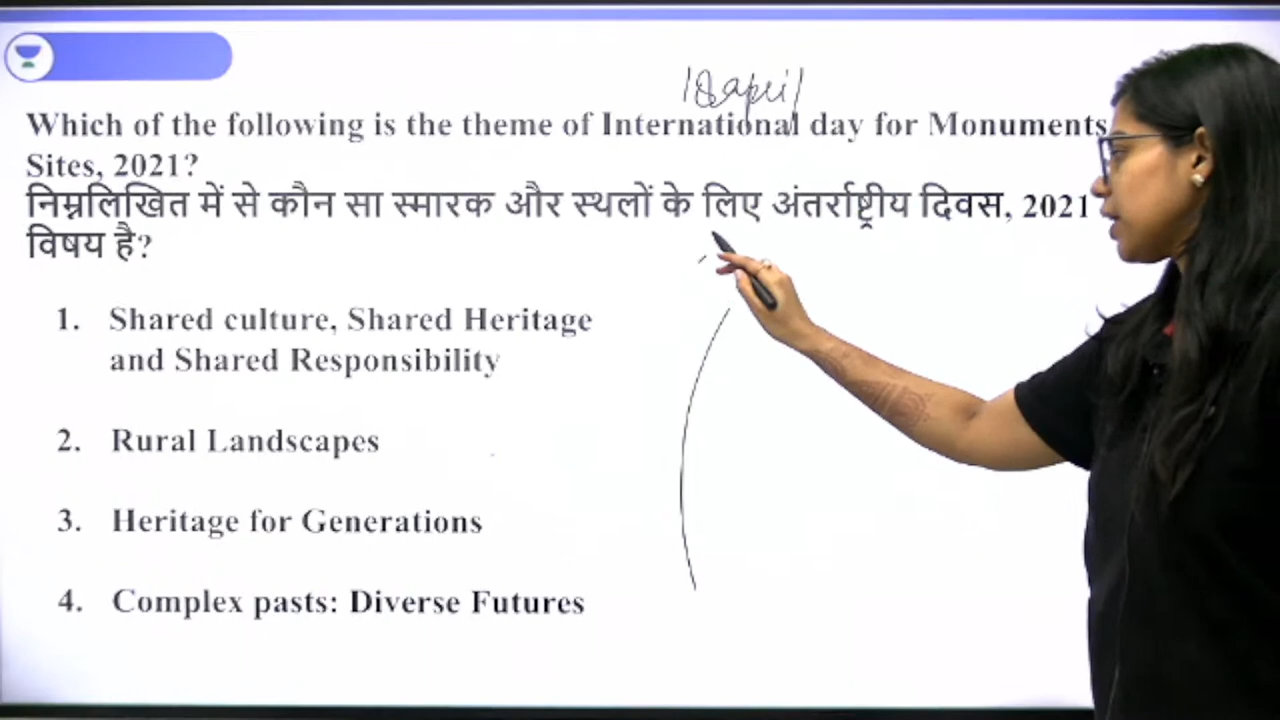 18 april
Which of the following is the theme of International day for Monuments
Sites, 2021?
निम्नलिखित में से कौन सा स्मारक और स्थलों के लिए अंतर्राष्ट्रीय दिवस, 2021
विषय है?
1. Shared culture, Shared Heritage
and Shared Responsibility
2. Rural Landscapes
3. Heritage for Generations
4. Complex pasts: Diverse Futures